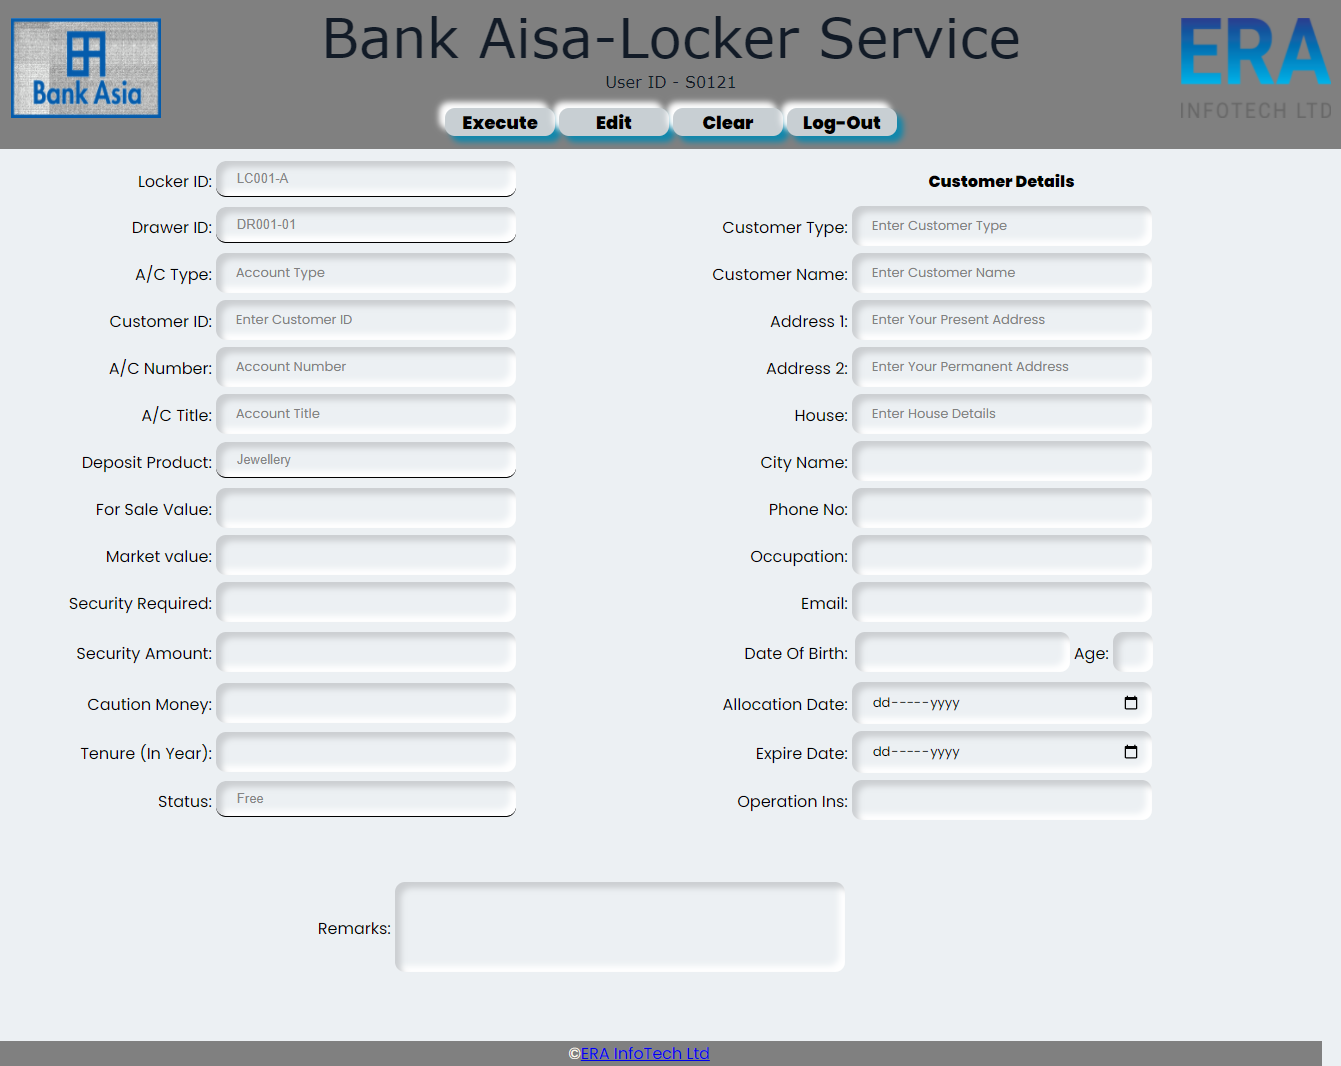 Bank Asia
Bank Aisa-Locker Service
User ID - S0121
Execute Edit Clear Log-Out
ERA
INFOTECH LTD
Locker ID: LC001-A
Drawer ID: DR001-01
A/C Type: Account Type
Customer ID: Enter Customer ID
A/C Number: Account Number
A/C Title: Account Title
Deposit Product: Jewellery
For Sale Value:
Market value:
Security Required:
Security Amount:
Caution Money:
Tenure (In Year):
Status: Free
Customer Details
Customer Type: Enter Customer Type
Customer Name: Enter Customer Name
Address 1: Enter Your Present Address
Address 2: Enter Your Permanent Address
House: Enter House Details
City Name:
Phone No:
Occupation:
Email:
Date Of Birth: Age:
Allocation Date: dd-----yyyy
Expire Date: dd-----yyyy
Operation Ins:
Remarks:
©ERA InfoTech Ltd